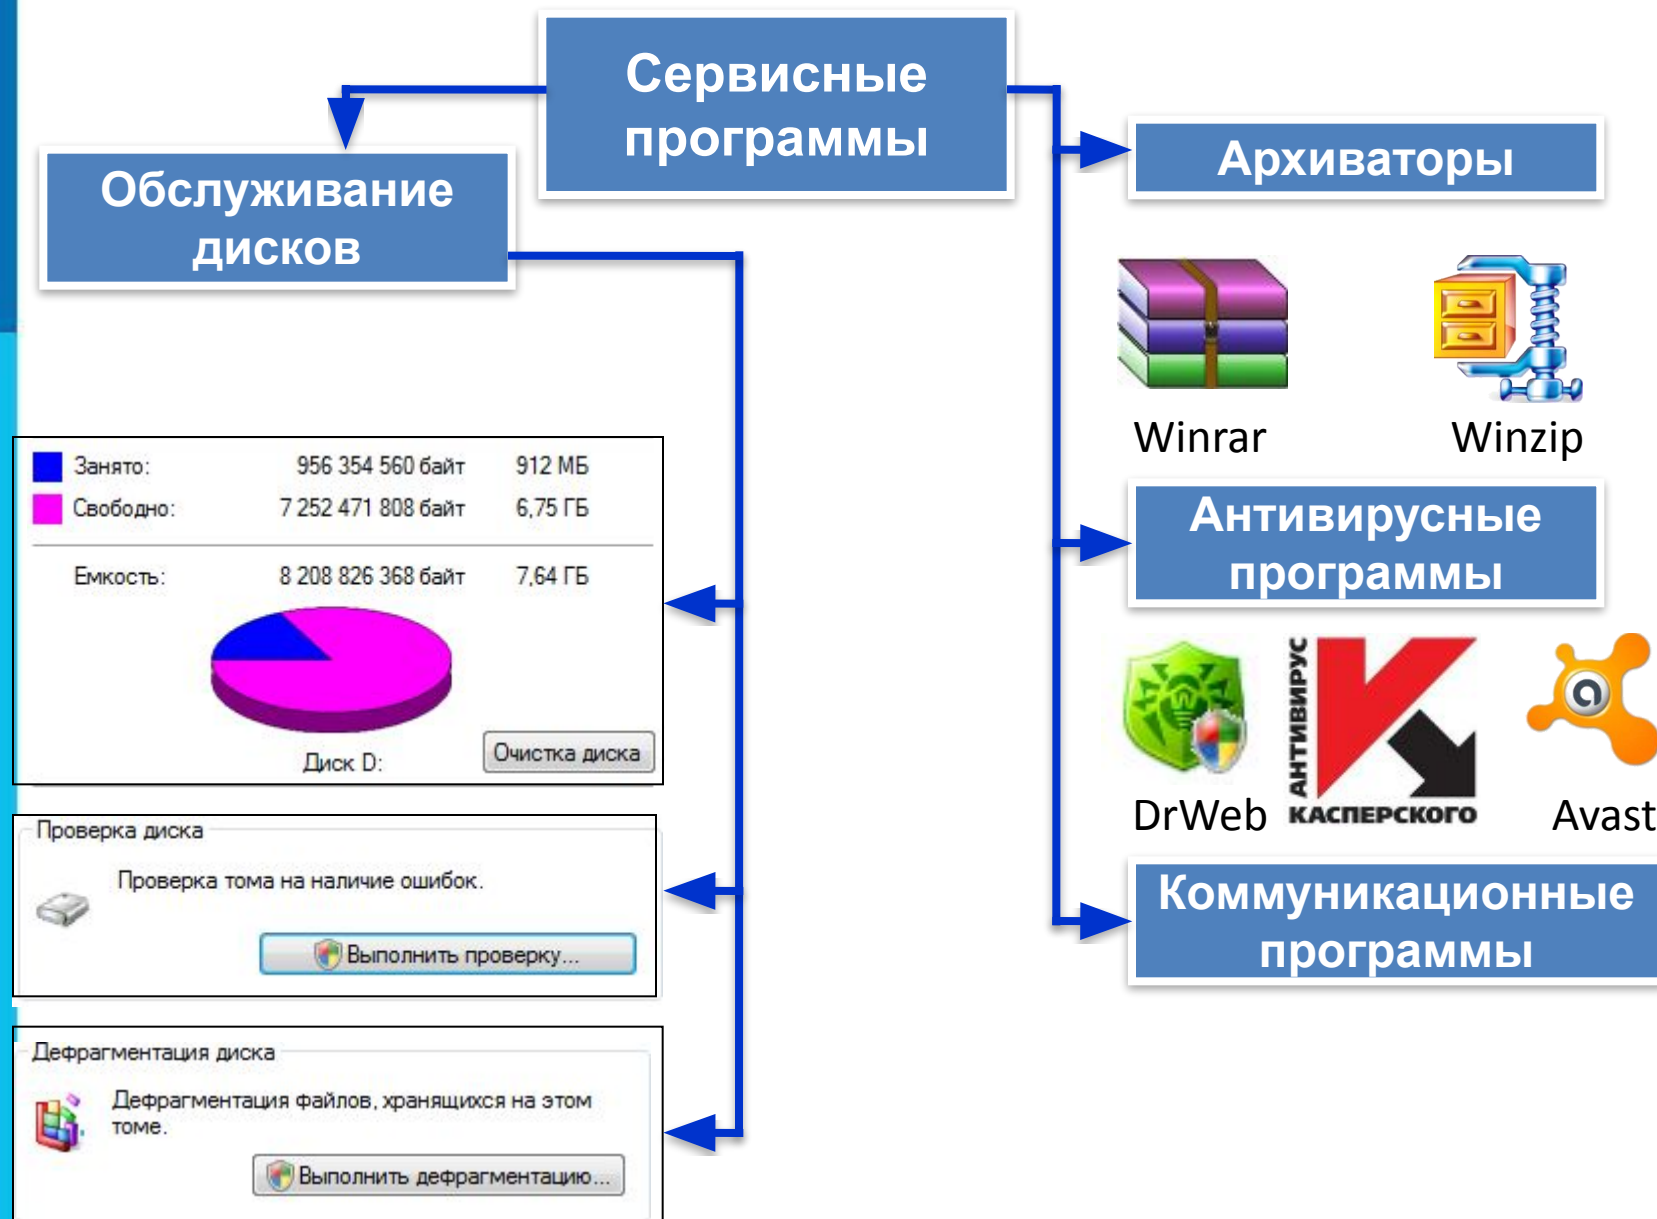 Сервисные
программы
Обслуживание
дисков
Занято: 956 354 560 байт 912 МБ
Свободно: 7 252 471 808 байт 6,75 ГБ
Емкость: 8 208 826 368 байт 7,64 ГБ
Диск D:
Очистка диска
Проверка диска
Проверка тома на наличие ошибок.
Выполнить проверку...
Дефрагментация диска
Дефрагментация файлов, хранящихся на этом
томе.
Выполнить дефрагментацию...
Архиваторы
Winrar
Winzip
Антивирусные
программы
DrWeb
АНТИВИРУС
КАСПЕРСКОГО
a
Avast
Коммуникационные
программы